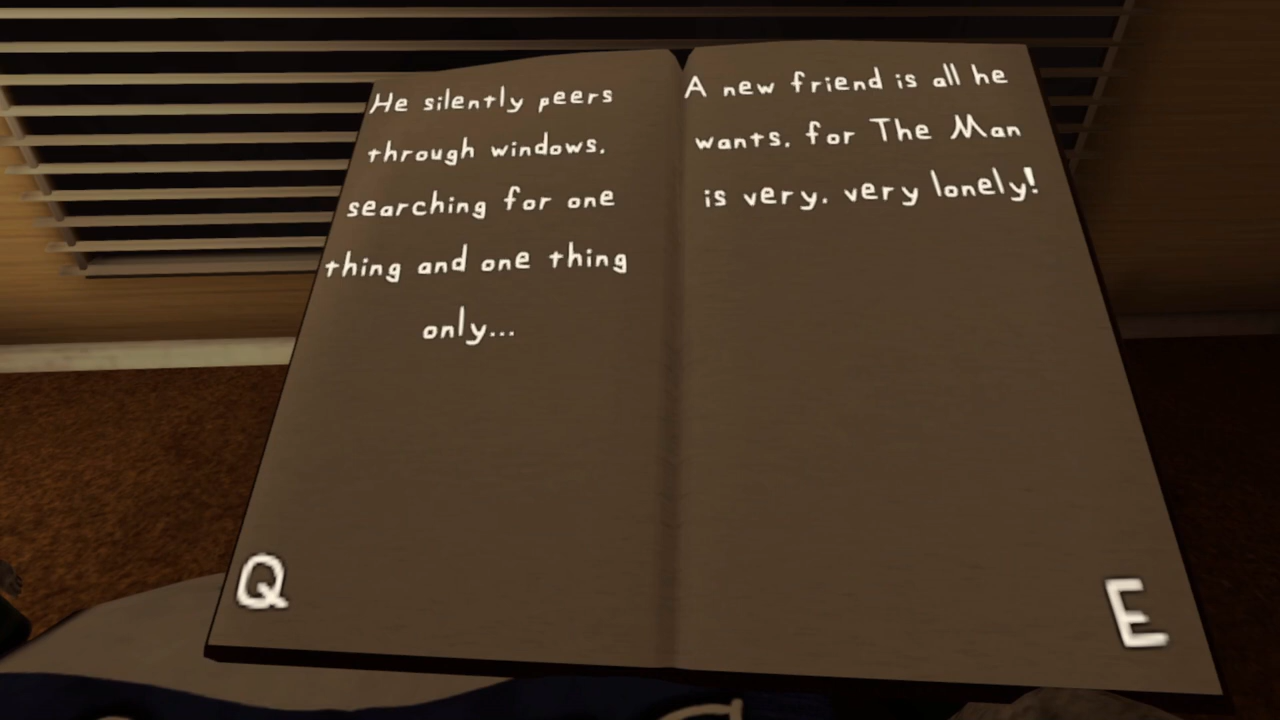 He silently peers
through windows.
searching for one
thing and one thing
only...
A new friend is all he
wants. for The Man
is very. very lonely!
Q
E